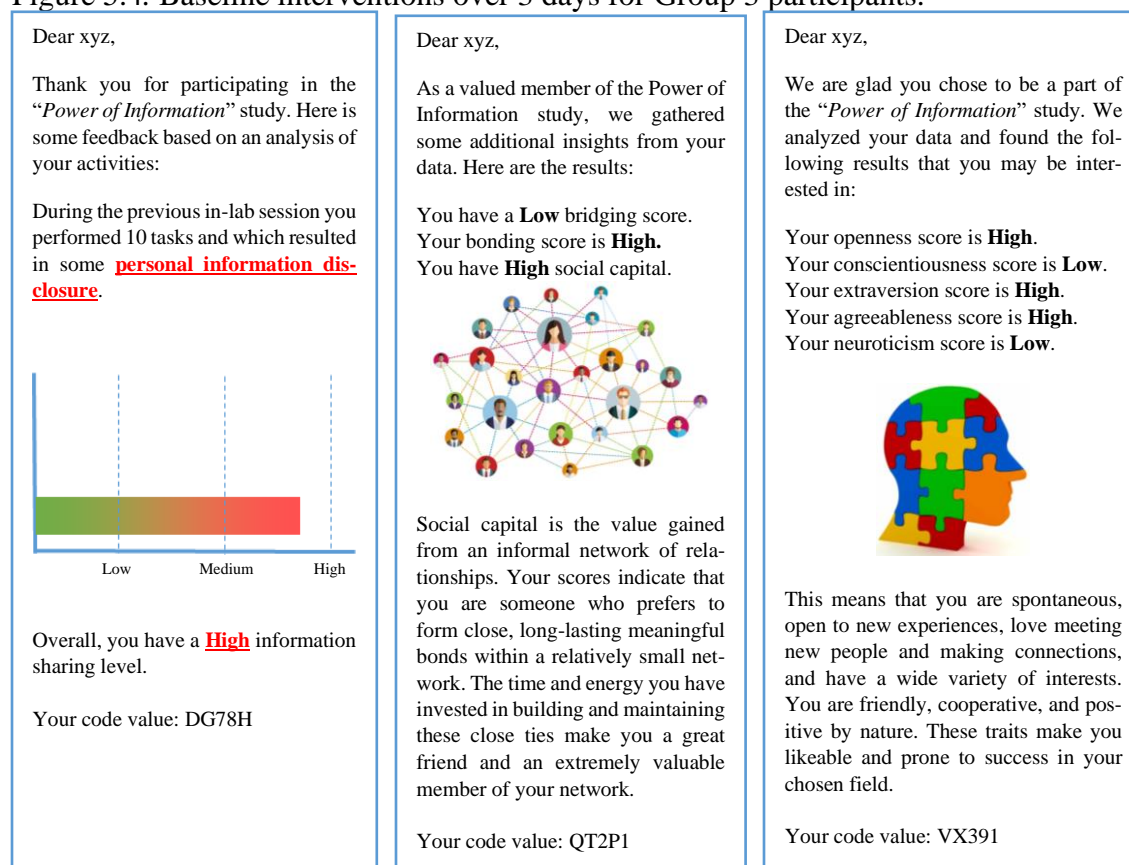 Figure 3.4: Baseline interventions over 3 days for Group 3 participants.
Dear xyz,
Thank you for participating in the
“Power of Information” study. Here is
some feedback based on an analysis of
your activities:
During the previous in-lab session you
performed 10 tasks and which resulted
in some personal information dis-
closure.
Low Medium High
Overall, you have a High information
sharing level.
Your code value: DG78H
Dear xyz,
As a valued member of the Power of
Information study, we gathered
some additional insights from your
data. Here are the results:
You have a Low bridging score.
Your bonding score is High.
You have High social capital.
Social capital is the value gained
from an informal network of rela-
tionships. Your scores indicate that
you are someone who prefers to
form close, long-lasting meaningful
bonds within a relatively small net-
work. The time and energy you have
invested in building and maintaining
these close ties make you a great
friend and an extremely valuable
member of your network.
Your code value: QT2P1
Dear xyz,
We are glad you chose to be a part of
the “Power of Information” study. We
analyzed your data and found the fol-
lowing results that you may be inter-
ested in:
Your openness score is High.
Your conscientiousness score is Low.
Your extraversion score is High.
Your agreeableness score is High.
Your neuroticism score is Low.
This means that you are spontaneous,
open to new experiences, love meeting
new people and making connections,
and have a wide variety of interests.
You are friendly, cooperative, and pos-
itive by nature. These traits make you
likeable and prone to success in your
chosen field.
Your code value: VX391